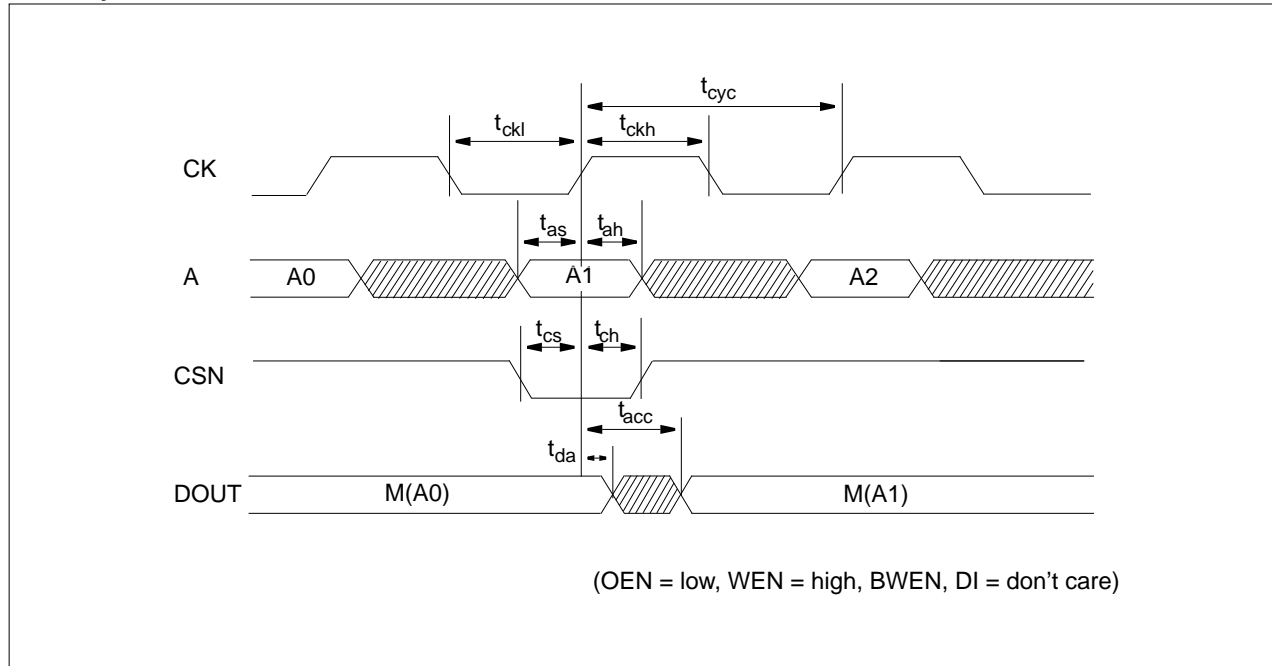 tcyc
tckl tckh
CK
tas tah
A A0 A1 A2
tcs tch
CSN
tacc
tda
DOUT M(A0) M(A1)
(OEN = low, WEN = high, BWEN, DI = don't care)